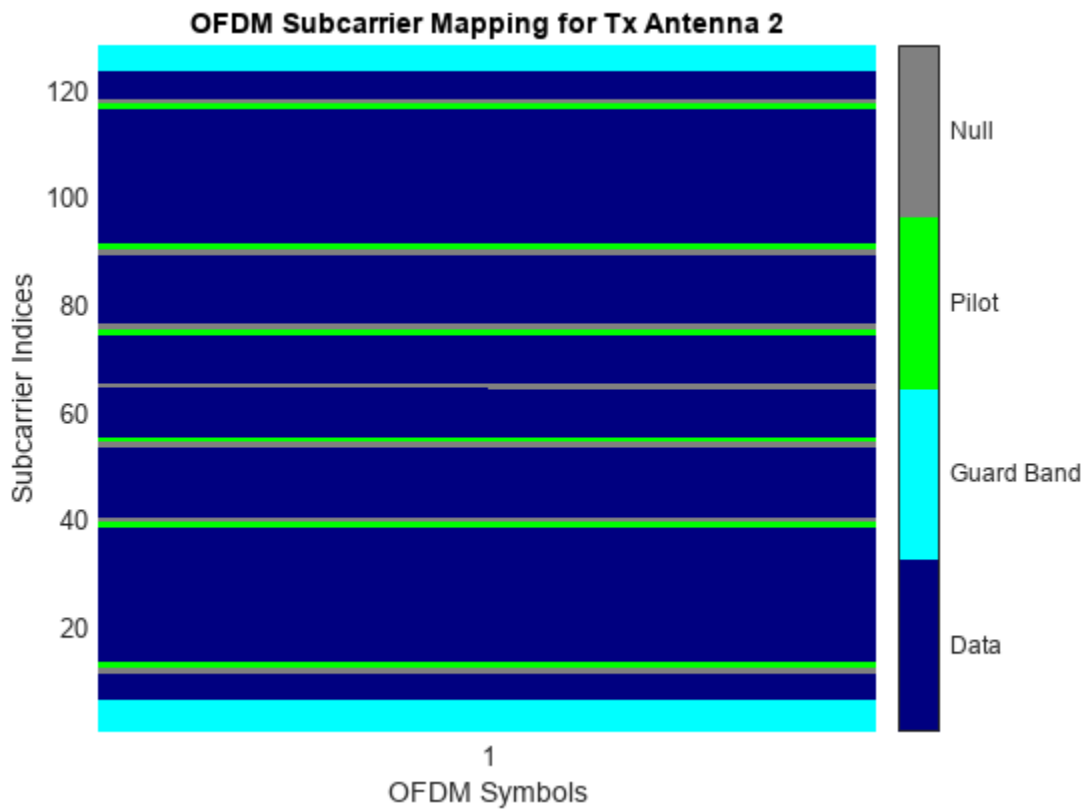 OFDM Subcarrier Mapping for Tx Antenna 2
120
100
80
60
40
20
Subcarrier Indices
1
OFDM Symbols
Null
Pilot
Guard Band
Data